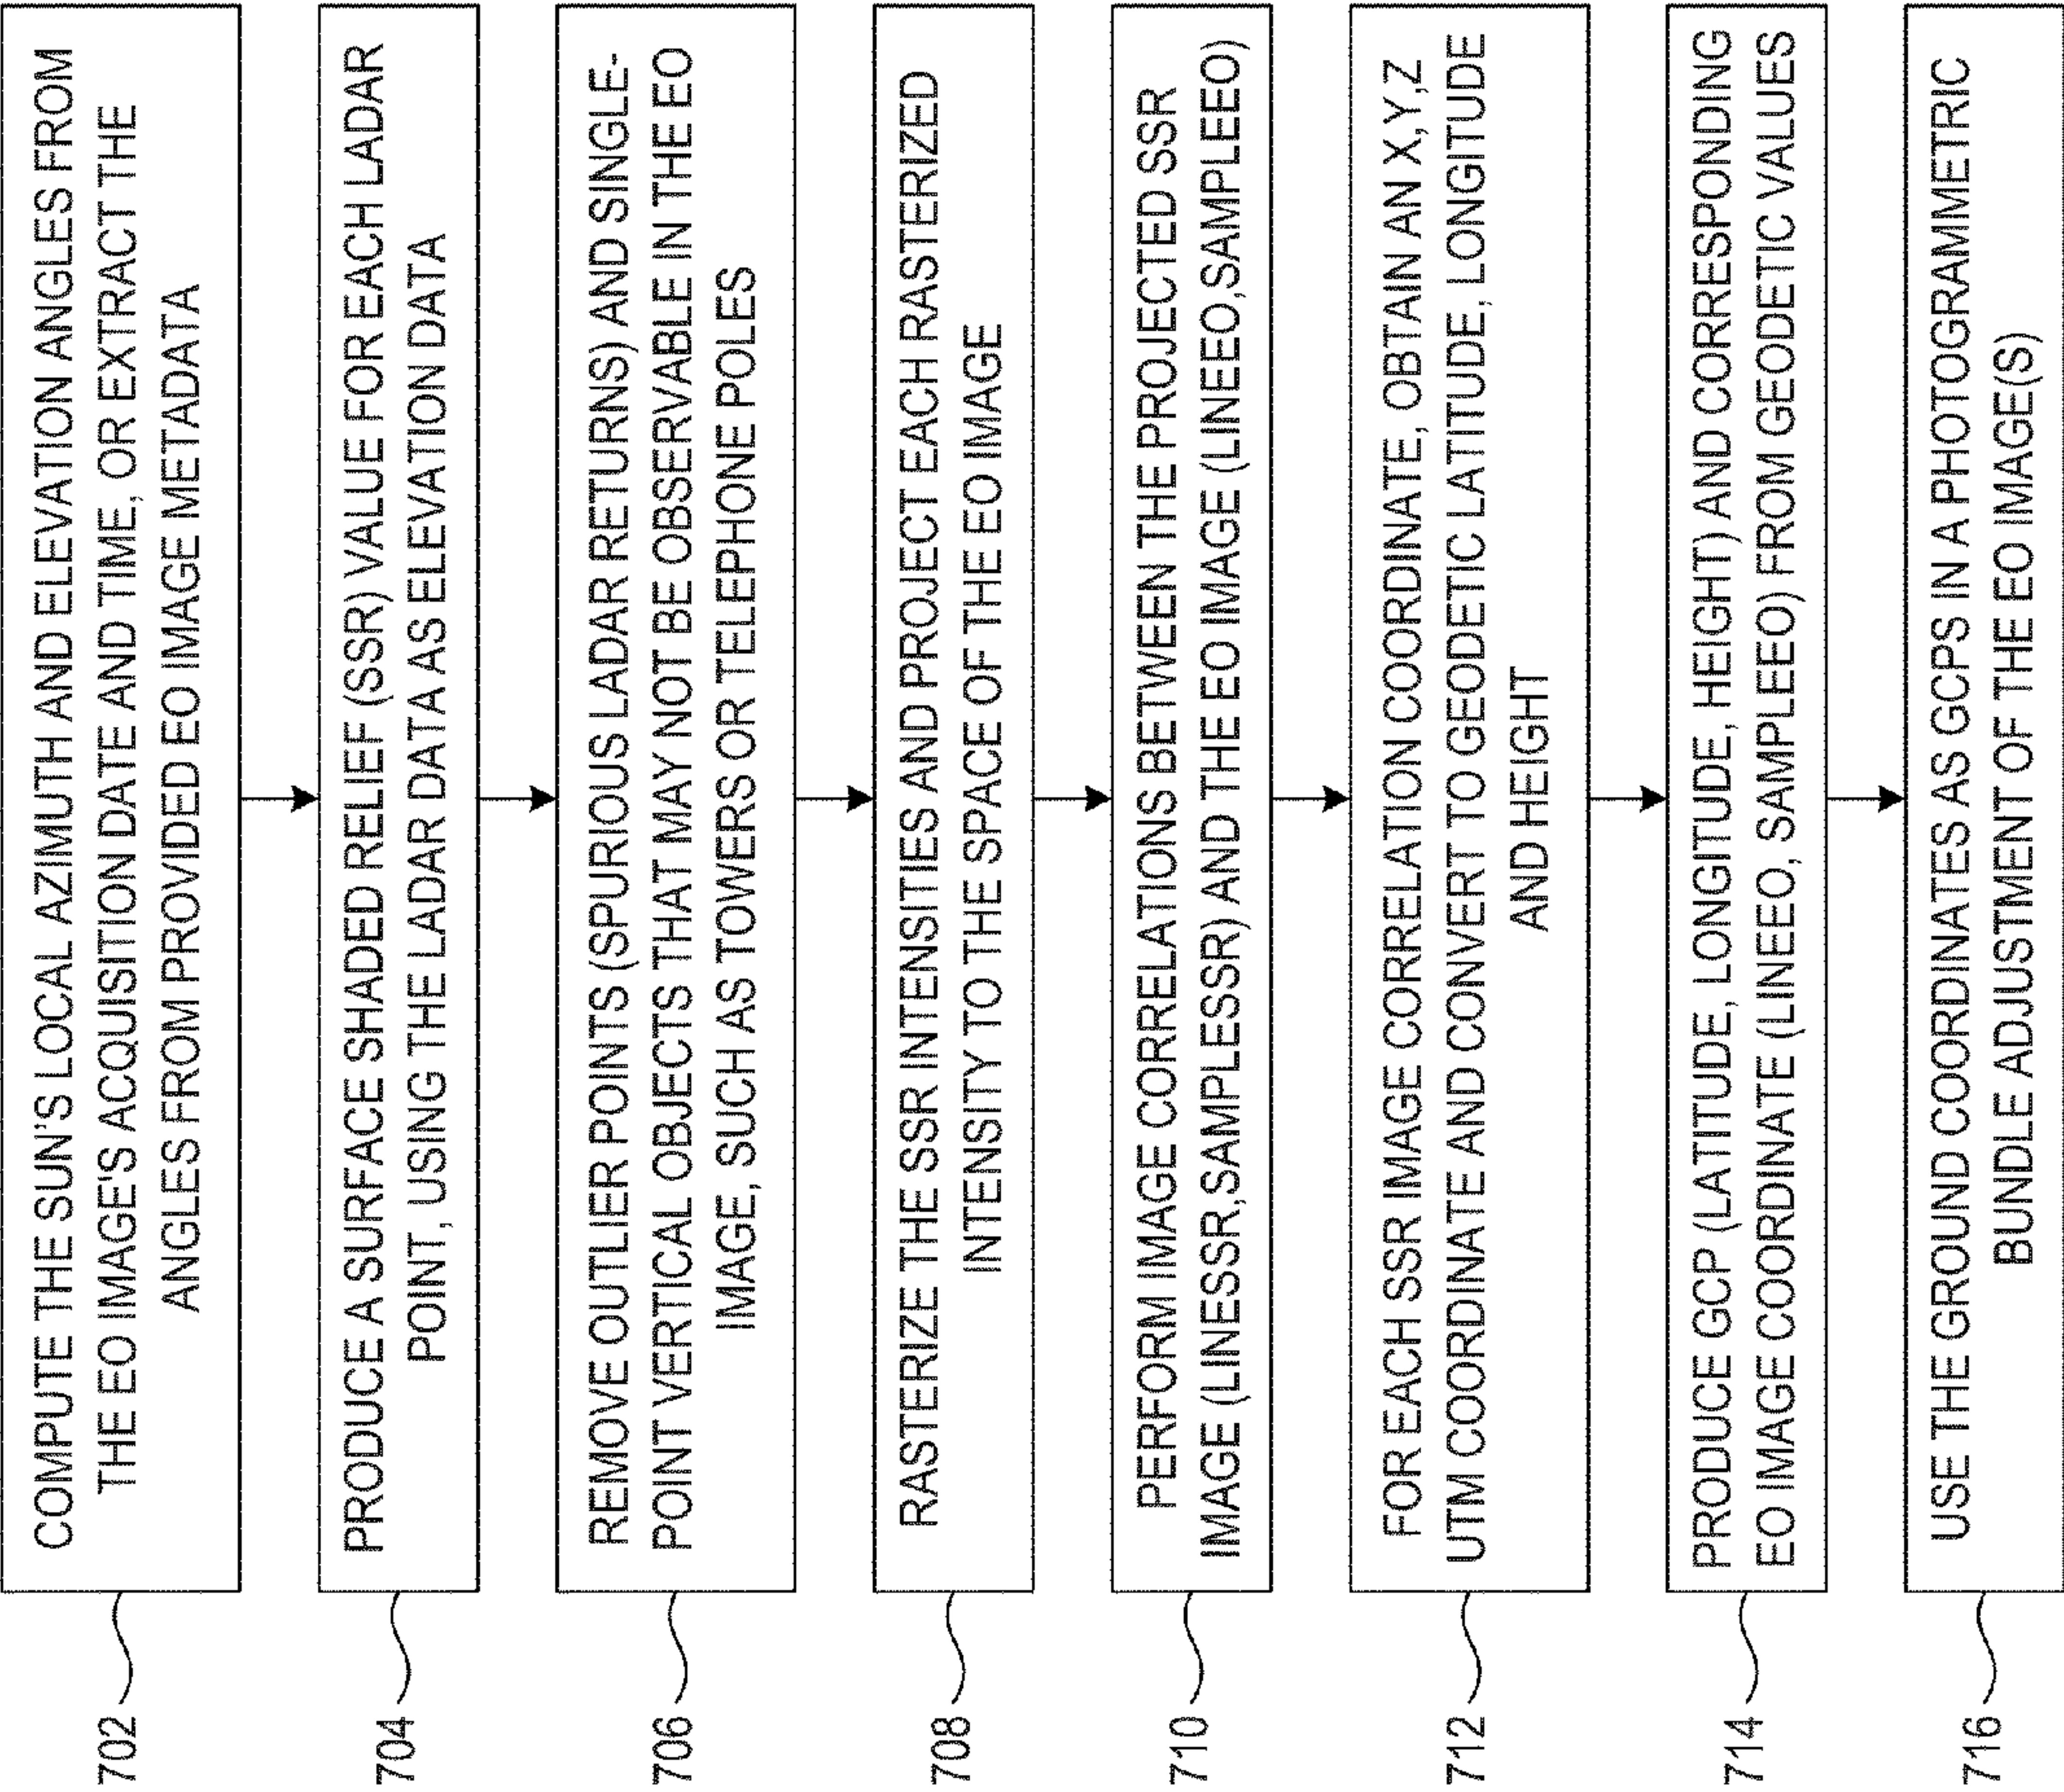 702
COMPUTE THE SUN'S LOCAL AZIMUTH AND ELEVATION ANGLES FROM
THE EO IMAGE'S ACQUISITION DATE AND TIME, OR EXTRACT THE
ANGLES FROM PROVIDED EO IMAGE METADATA
704
PRODUCE A SURFACE SHADED RELIEF (SSR) VALUE FOR EACH LADAR
POINT, USING THE LADAR DATA AS ELEVATION DATA
706
REMOVE OUTLIER POINTS (SPURIOUS LADAR RETURNS) AND SINGLE-
POINT VERTICAL OBJECTS THAT MAY NOT BE OBSERVABLE IN THE EO
IMAGE, SUCH AS TOWERS OR TELEPHONE POLES
708
RASTERIZE THE SSR INTENSITIES AND PROJECT EACH RASTERIZED
INTENSITY TO THE SPACE OF THE EO IMAGE
710
PERFORM IMAGE CORRELATIONS BETWEEN THE PROJECTED SSR
IMAGE (LINESSR,SAMPLESSR) AND THE EO IMAGE (LINEEO,SAMPLEEO)
712
FOR EACH SSR IMAGE CORRELATION COORDINATE, OBTAIN AN X,Y,Z
UTM COORDINATE AND CONVERT TO GEODETIC LATITUDE, LONGITUDE
AND HEIGHT
714
PRODUCE GCP (LATITUDE, LONGITUDE, HEIGHT) AND CORRESPONDING
EO IMAGE COORDINATE (LINEEO, SAMPLEEO) FROM GEODETIC VALUES
716
USE THE GROUND COORDINATES AS GCPS IN A PHOTOGRAMMETRIC
BUNDLE ADJUSTMENT OF THE EO IMAGE(S)